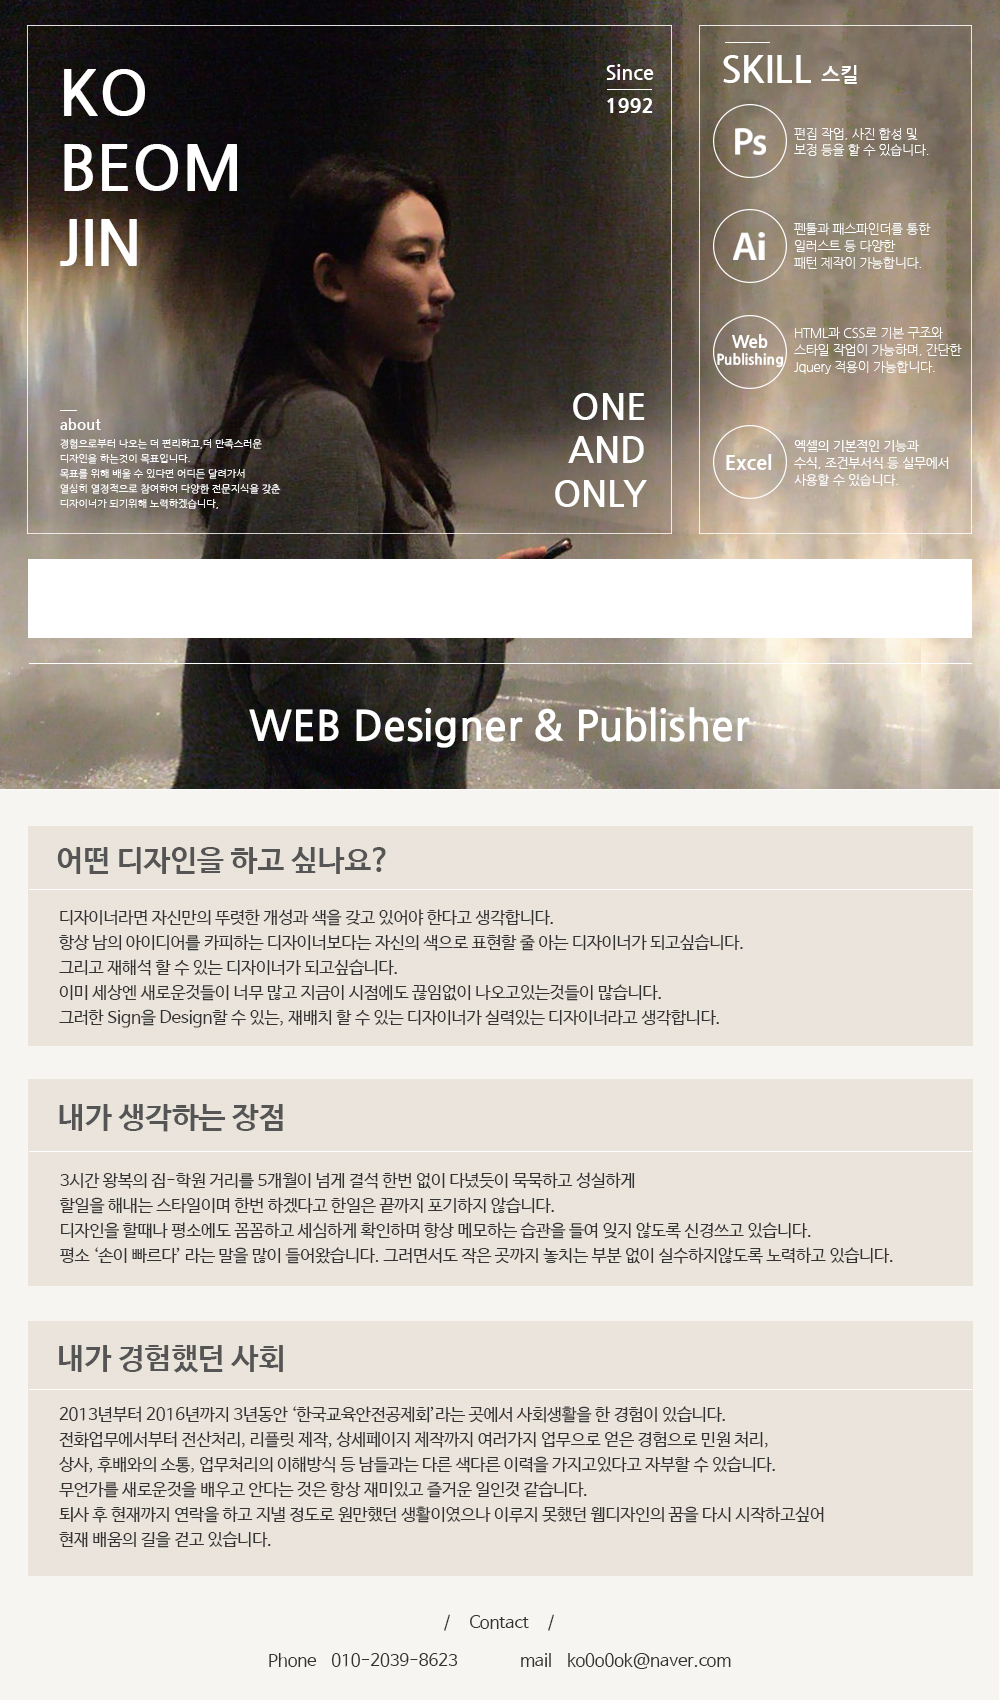 KO
BEOM
JIN
Since
1992
about
경험으로부터 나오는 더 편리하고,더 만족스러운
디자인을 하는것이 목표입니다.
목표를 위해 배울 수 있다면 어디든 달려가서
열심히 열정적으로 참여하여 다양한 전문지식을 갖춘
디자이너가 되기위해 노력하겠습니다.
ONE
AND
ONLY
SKILL 스킬
Ps
편집 작업, 사진 합성 및
보정 등을 할 수 있습니다.
Ai
펜툴과 패스파인더를 통한
일러스트 등 다양한
패턴 제작이 가능합니다.
Web
Publishing
HTML과 CSS로 기본 구조와
스타일 작업이 가능하며, 간단한
Jquery 적용이 가능합니다.
Excel
엑셀의 기본적인 기능과
수식, 조건부서식 등 실무에서
사용할 수 있습니다.
WEB Designer & Publisher
어떤 디자인을 하고 싶나요?
디자이너라면 자신만의 뚜렷한 개성과 색을 갖고 있어야 한다고 생각합니다.
항상 남의 아이디어를 카피하는 디자이너보다는 자신의 색으로 표현할 줄 아는 디자이너가 되고싶습니다.
그리고 재해석 할 수 있는 디자이너가 되고싶습니다.
이미 세상엔 새로운것들이 너무 많고 지금이 시점에도 끊임없이 나오고있는것들이 많습니다.
그러한 Sign을 Design할 수 있는, 재배치 할 수 있는 디자이너가 실력있는 디자이너라고 생각합니다.
내가 생각하는 장점
3시간 왕복의 집-학원 거리를 5개월이 넘게 결석 한번 없이 다녔듯이 묵묵하고 성실하게
할일을 해내는 스타일이며 한번 하겠다고 한일은 끝까지 포기하지 않습니다.
디자인을 할때나 평소에도 꼼꼼하고 세심하게 확인하며 항상 메모하는 습관을 들여 잊지 않도록 신경쓰고 있습니다.
평소 ‘손이 빠르다’ 라는 말을 많이 들어왔습니다. 그러면서도 작은 곳까지 놓치는 부분 없이 실수하지않도록 노력하고 있습니다.
내가 경험했던 사회
2013년부터 2016년까지 3년동안 ‘한국교육안전공제회’라는 곳에서 사회생활을 한 경험이 있습니다.
전화업무에서부터 전산처리, 리플릿 제작, 상세페이지 제작까지 여러가지 업무으로 얻은 경험으로 민원 처리,
상사, 후배와의 소통, 업무처리의 이해방식 등 남들과는 다른 색다른 이력을 가지고있다고 자부할 수 있습니다.
무언가를 새로운것을 배우고 안다는 것은 항상 재미있고 즐거운 일인것 같습니다.
퇴사 후 현재까지 연락을 하고 지낼 정도로 원만했던 생활이였으나 이루지 못했던 웹디자인의 꿈을 다시 시작하고싶어
현재 배움의 길을 걷고 있습니다.
/ Contact /
Phone 010-2039-8623 mail ko0o0ok@naver.com